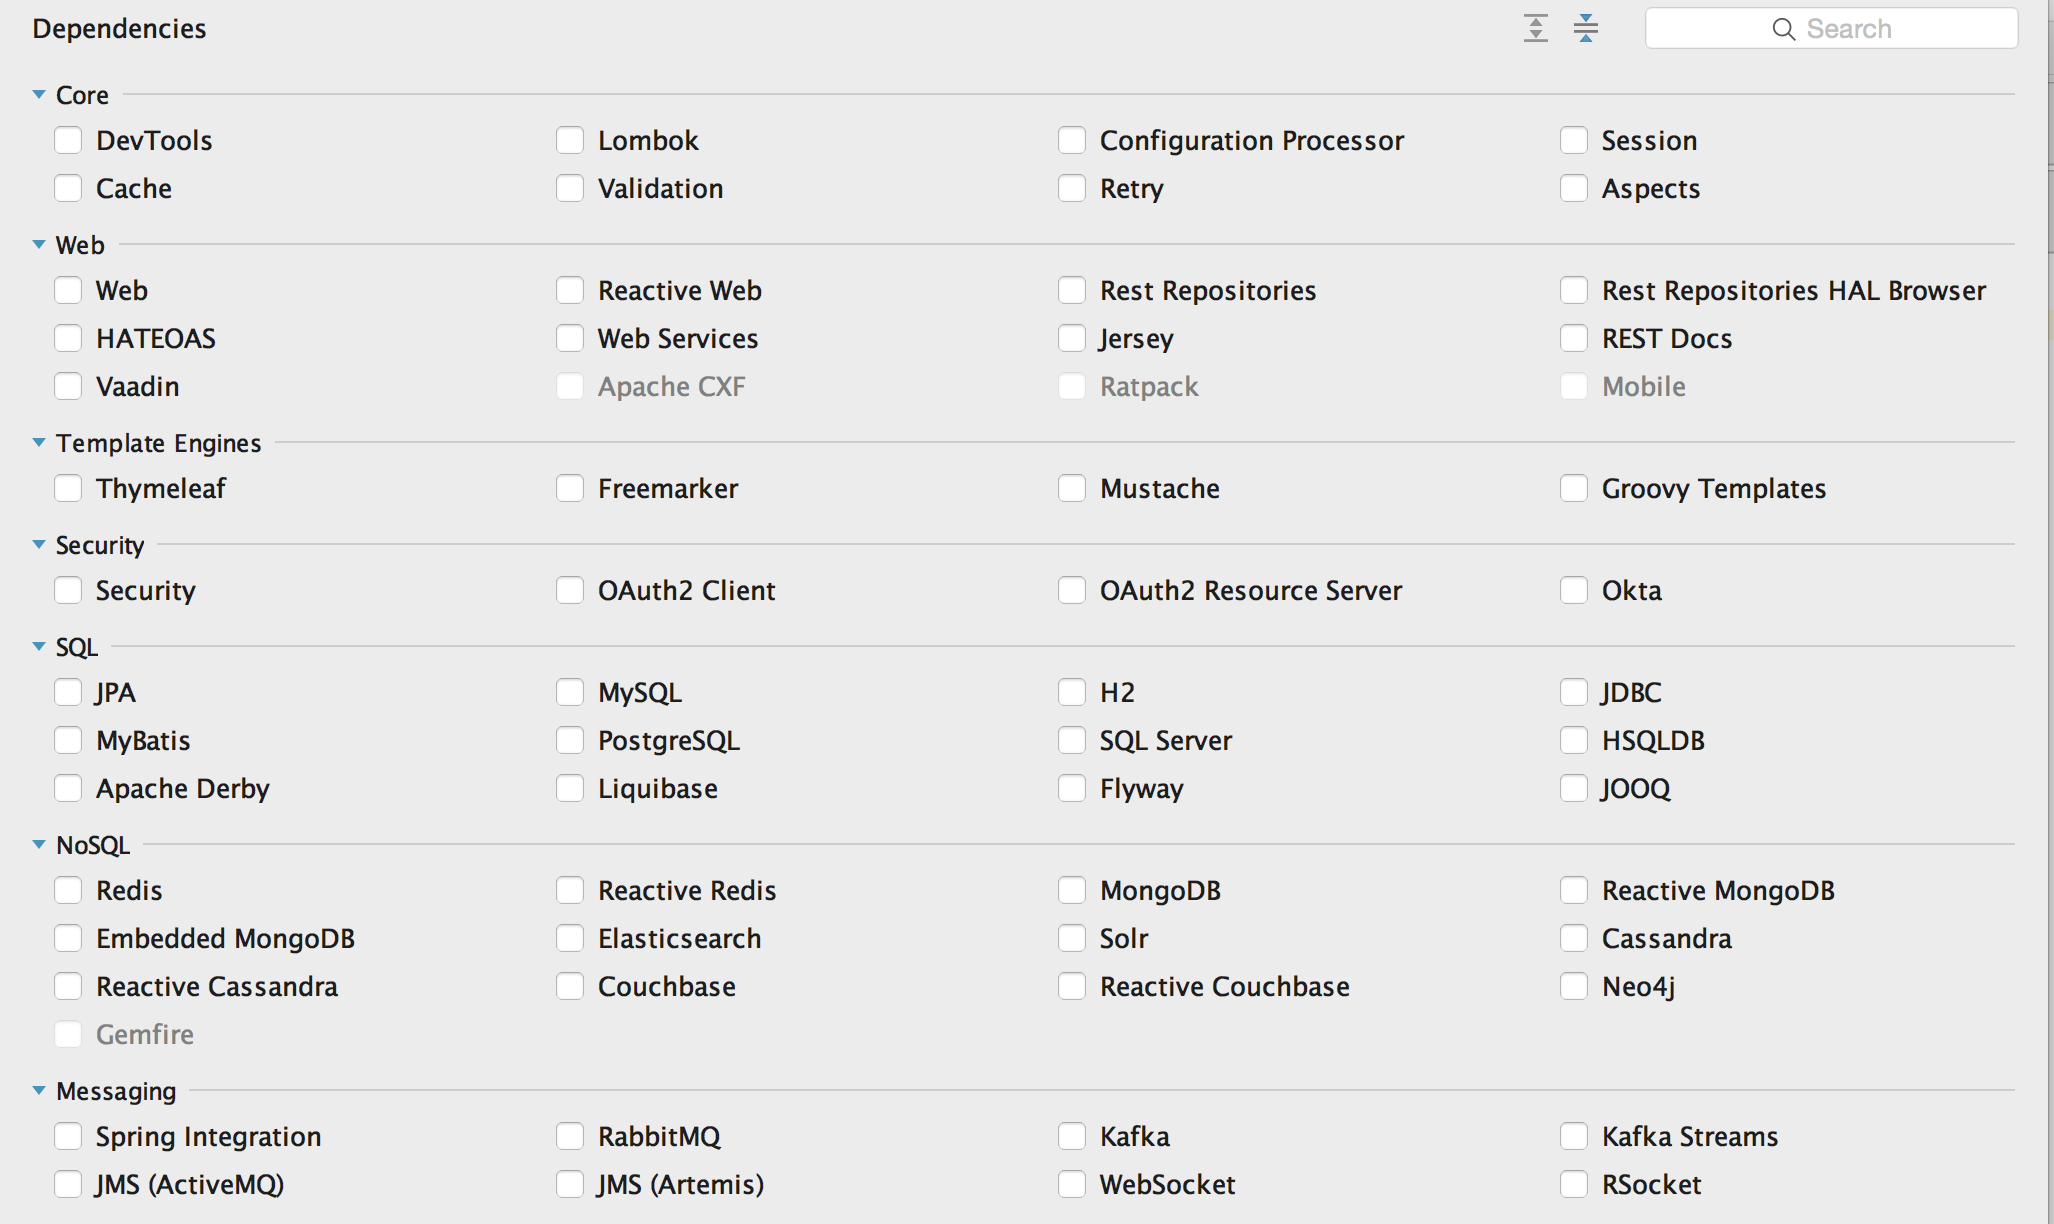 Dependencies Search
Core
DevTools Lombok Configuration Processor Session
Cache Validation Retry Aspects
Web
Web Reactive Web Rest Repositories Rest Repositories HAL Browser
HATEOAS Web Services Jersey REST Docs
Vaadin Apache CXF Ratpack Mobile
Template Engines
Thymeleaf Freemarker Mustache Groovy Templates
Security
Security OAuth2 Client OAuth2 Resource Server Okta
SQL
JPA MySQL H2 JDBC
MyBatis PostgreSQL SQL Server HSQLDB
Apache Derby Liquibase Flyway JOOQ
NoSQL
Redis Reactive Redis MongoDB Reactive MongoDB
Embedded MongoDB Elasticsearch Solr Cassandra
Reactive Cassandra Couchbase Reactive Couchbase Neo4j
Gemfire
Messaging
Spring Integration RabbitMQ Kafka Kafka Streams
JMS (ActiveMQ) JMS (Artemis) WebSocket RSocket